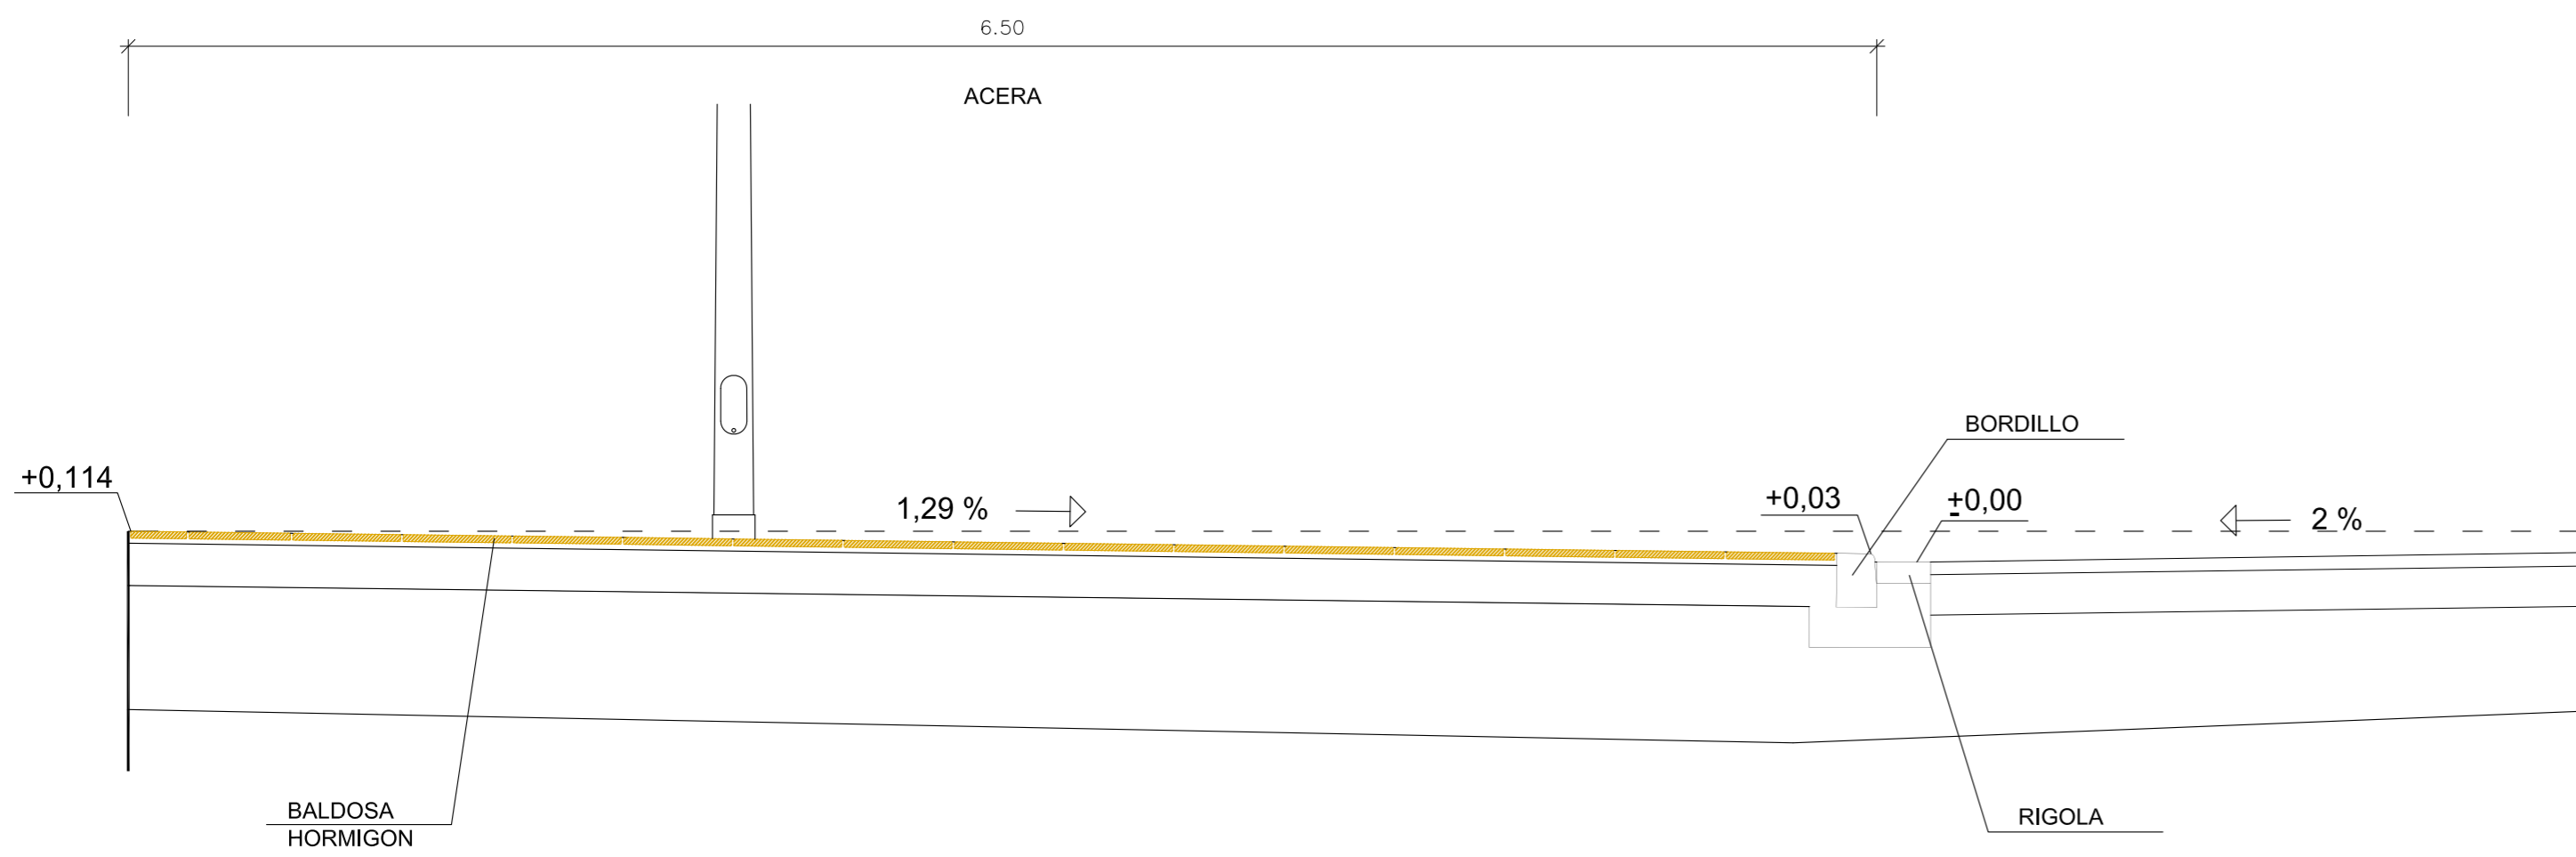 6.50
ACERA
BORDILLO
+0,114
1,29 %
+0,03
±0,00
2 %
BALDOSA
HORMIGON
RIGOLA